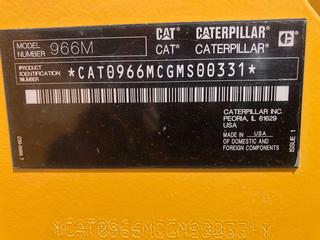 MODEL NUMBER 966M
CAT CATERPILLAR
CAT CATERPILLAR
PRODUCT IDENTIFICATION NUMBER
*CAT0966MCGMS00331*
CATERPILLAR INC.
PEORIA, IL 61629
USA
MADE IN USA
OF DOMESTIC AND
FOREIGN COMPONENTS
ISSUE 1
*CAT0966MCGMS00331*